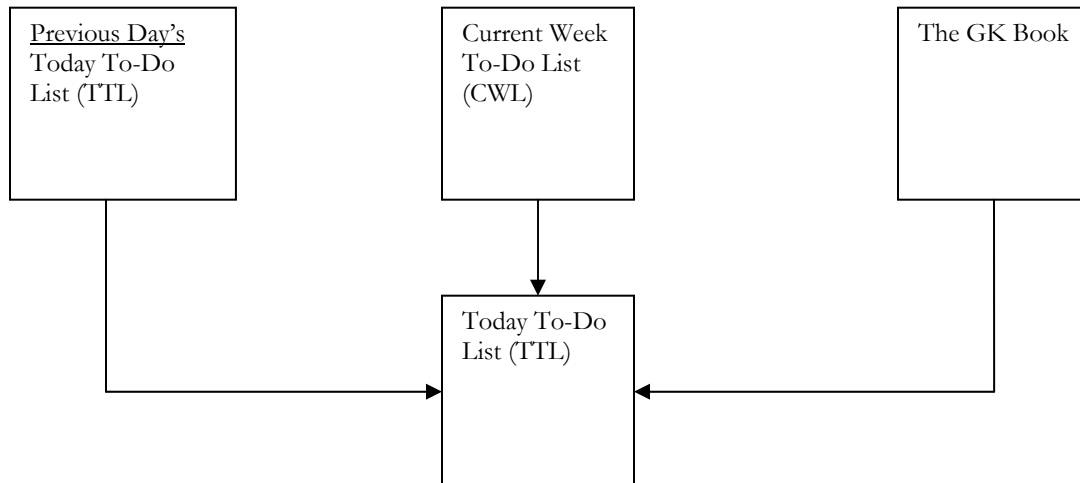 Previous Day’s
Today To-Do
List (TTL)
Current Week
To-Do List
(CWL)
The GK Book
Today To-Do
List (TTL)